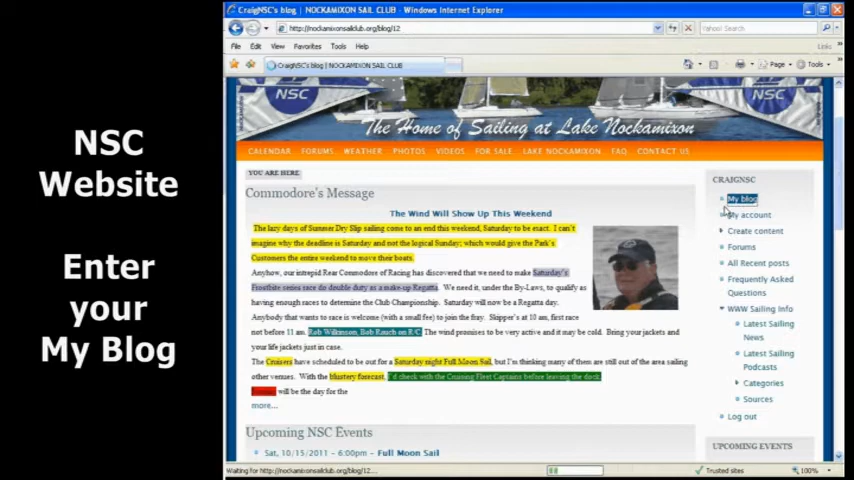 NSC
Website
Enter
your
My Blog
CraigNSC's blog | NOCKAMIXON SAIL CLUB - Windows Internet Explorer
http://nockamixonsailclub.org/blog/12
Yahoo! Search
File Edit View Favorites Tools Help
Links
CraigNSC's blog | NOCKAMIXON SAIL CLUB
Page Tools
NSC
NSC
The Home of Sailing at Lake Nockamixon
CALENDAR FORUMS WEATHER PHOTOS VIDEOS FOR SALE LAKE NOCKAMIXON FAQ CONTACT US
YOU ARE HERE
Commodore's Message
The Wind Will Show Up This Weekend
The lazy days of Summer Dry Slip sailing come to an end this weekend, Saturday to be exact. I can't
imagine why the deadline is Saturday and not the logical Sunday; which would give the Park's
Customers the entire weekend to move their boats.
Anyhow, our intrepid Rear Commodore of Racing has discovered that we need to make Saturday's
Frostbite series race do double duty as a make-up Regatta. We need it, under the By-Laws, to qualify as
having enough races to determine the Club Championship. Saturday will now be a Regatta day.
Anybody that wants to race is welcome (with a small fee) to join the fray. Skipper's at 10 am, first race
not before 11 am. Rob Wilkinson, Bob Rauch on R/C. The wind promises to be very active and it may be cold. Bring your jackets and
your life jackets just in case.
The Cruisers have scheduled to be out for a Saturday night Full Moon Sail, but I'm thinking many of them are still out of the area sailing
other venues. With the blustery forecast, I'd check with the Cruising Fleet Captains before leaving the dock.
will be the day for the
more...
Upcoming NSC Events
Sat, 10/15/2011 - 6:00pm - Full Moon Sail
CRAIGNSC
My blog
My account
Create content
Forums
All Recent posts
Frequently Asked
Questions
WWW Sailing Info
Latest Sailing
News
Latest Sailing
Podcasts
Categories
Sources
Log out
UPCOMING EVENTS
Waiting for http://nockamixonsailclub.org/blog/12...
Trusted sites
100%